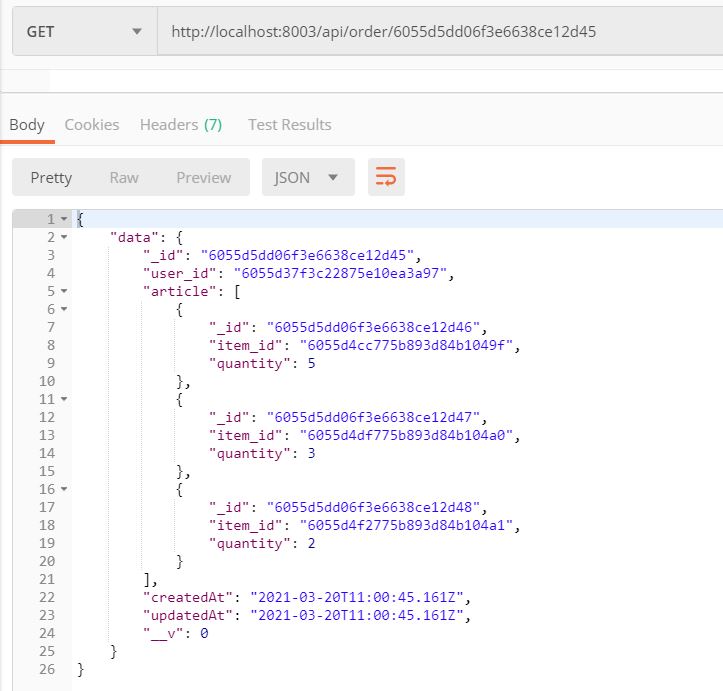 GET http://localhost:8003/api/order/6055d5dd06f3e6638ce12d45
Body Cookies Headers (7) Test Results
Pretty Raw Preview JSON
1 {
2 "data": {
3 "_id": "6055d5dd06f3e6638ce12d45",
4 "user_id": "6055d37f3c22875e10ea3a97",
5 "article": [
6 {
7 "_id": "6055d5dd06f3e6638ce12d46",
8 "item_id": "6055d4cc775b893d84b1049f",
9 "quantity": 5
10 },
11 {
12 "_id": "6055d5dd06f3e6638ce12d47",
13 "item_id": "6055d4df775b893d84b104a0",
14 "quantity": 3
15 },
16 {
17 "_id": "6055d5dd06f3e6638ce12d48",
18 "item_id": "6055d4f2775b893d84b104a1",
19 "quantity": 2
20 }
21 ],
22 "createdAt": "2021-03-20T11:00:45.161Z",
23 "updatedAt": "2021-03-20T11:00:45.161Z",
24 "__v": 0
25 }
26 }